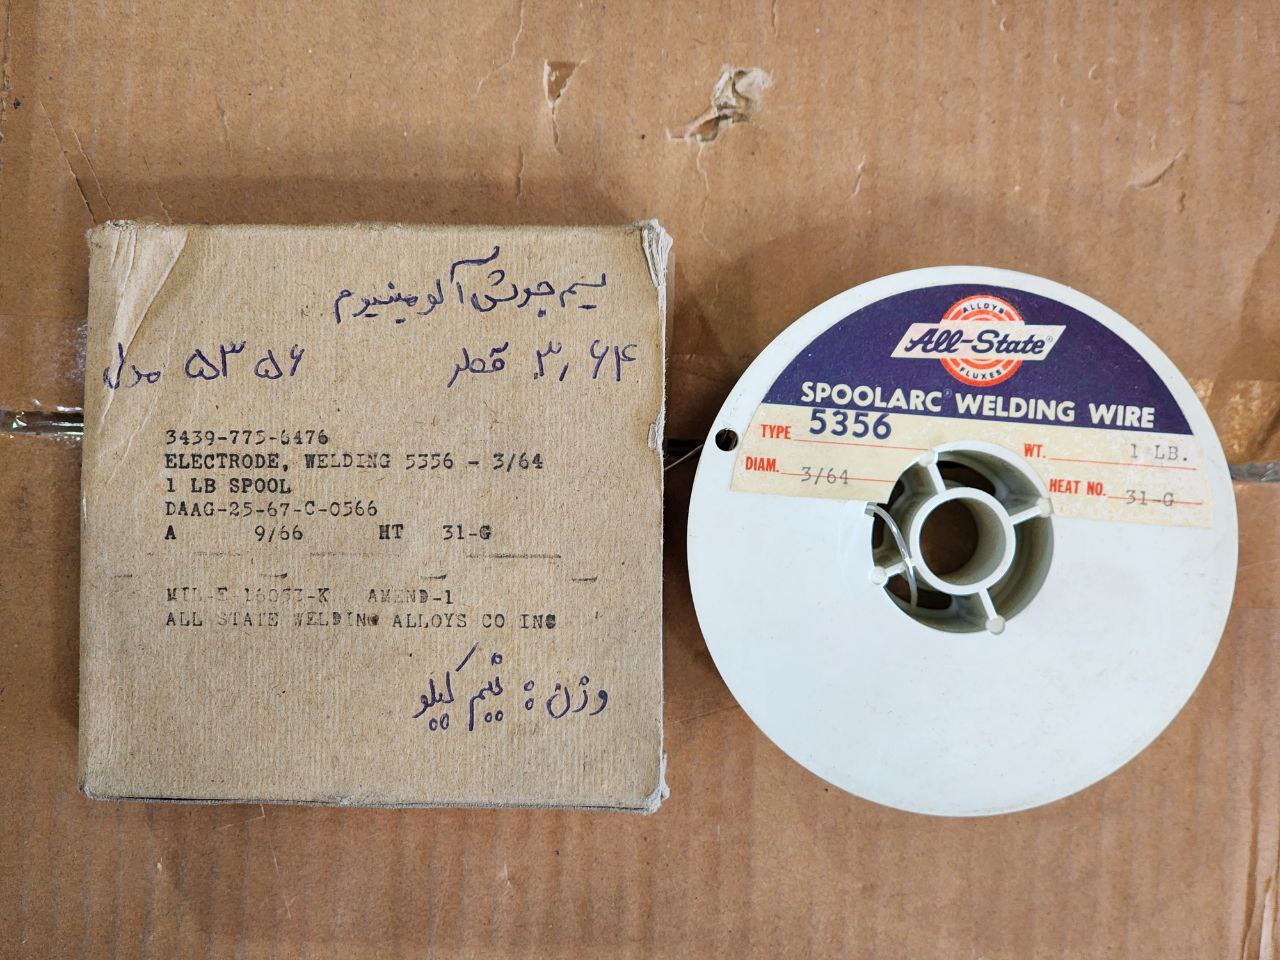 سیم جوش آلومینیوم
۳/۶۴ قطر ۵۳۵۶ مدل
3439-775-6476
ELECTRODE, WELDING 5356 - 3/64
1 LB SPOOL
DAAG-25-67-C-0566
A 9/66 HT 31-G
MIL-E-16053-K AMEND-1
ALL STATE WELDING ALLOYS CO INC
وزن : نیم کیلو
ALLOYS
All-State
FLUXES
SPOOLARC® WELDING WIRE
TYPE 5356
WT. 1 LB.
DIAM. 3/64
HEAT NO. 31-G